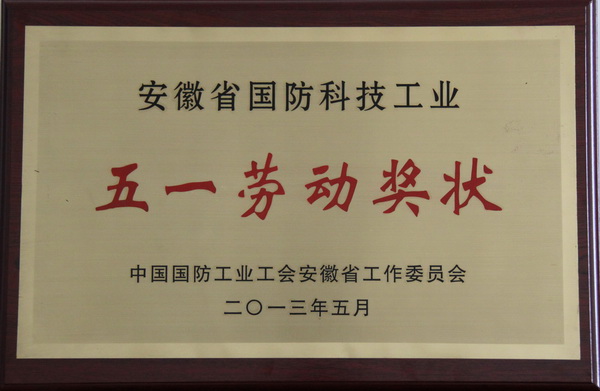 安徽省国防科技工业
五一劳动奖状
中国国防工业工会安徽省工作委员会
二〇一三年五月